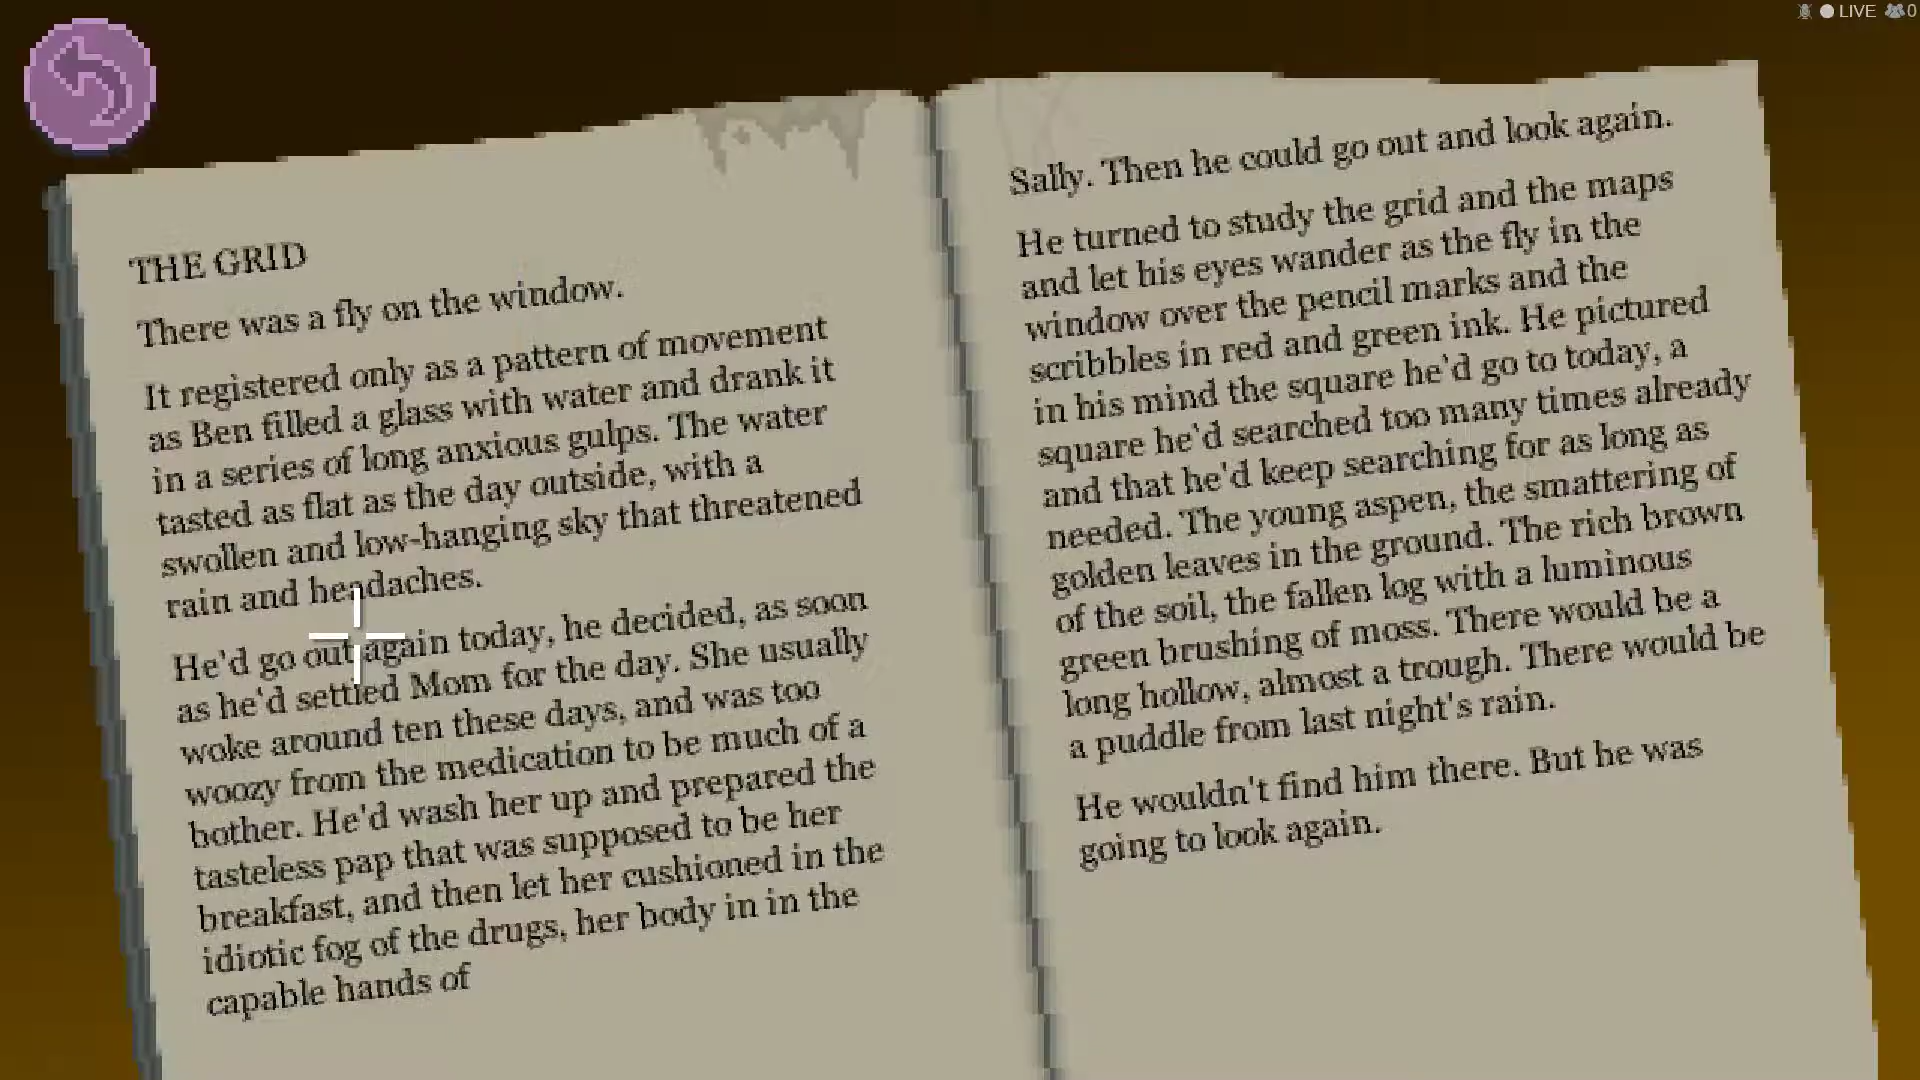 LIVE 0
THE GRID
There was a fly on the window.
It registered only as a pattern of movement
as Ben filled a glass with water and drank it
in a series of long anxious gulps. The water
tasted as flat as the day outside, with a
swollen and low-hanging sky that threatened
rain and headaches.
He'd go out again today, he decided, as soon
as he'd settled Mom for the day. She usually
woke around ten these days, and was too
woozy from the medication to be much of a
bother. He'd wash her up and prepared the
tasteless pap that was supposed to be her
breakfast, and then let her cushioned in the
idiotic fog of the drugs, her body in in the
capable hands of
Sally. Then he could go out and look again.
He turned to study the grid and the maps
and let his eyes wander as the fly in the
window over the pencil marks and the
scribbles in red and green ink. He pictured
in his mind the square he'd go to today, a
square he'd searched too many times already
and that he'd keep searching for as long as
needed. The young aspen, the smattering of
golden leaves in the ground. The rich brown
of the soil, the fallen log with a luminous
green brushing of moss. There would be a
long hollow, almost a trough. There would be
a puddle from last night's rain.
He wouldn't find him there. But he was
going to look again.